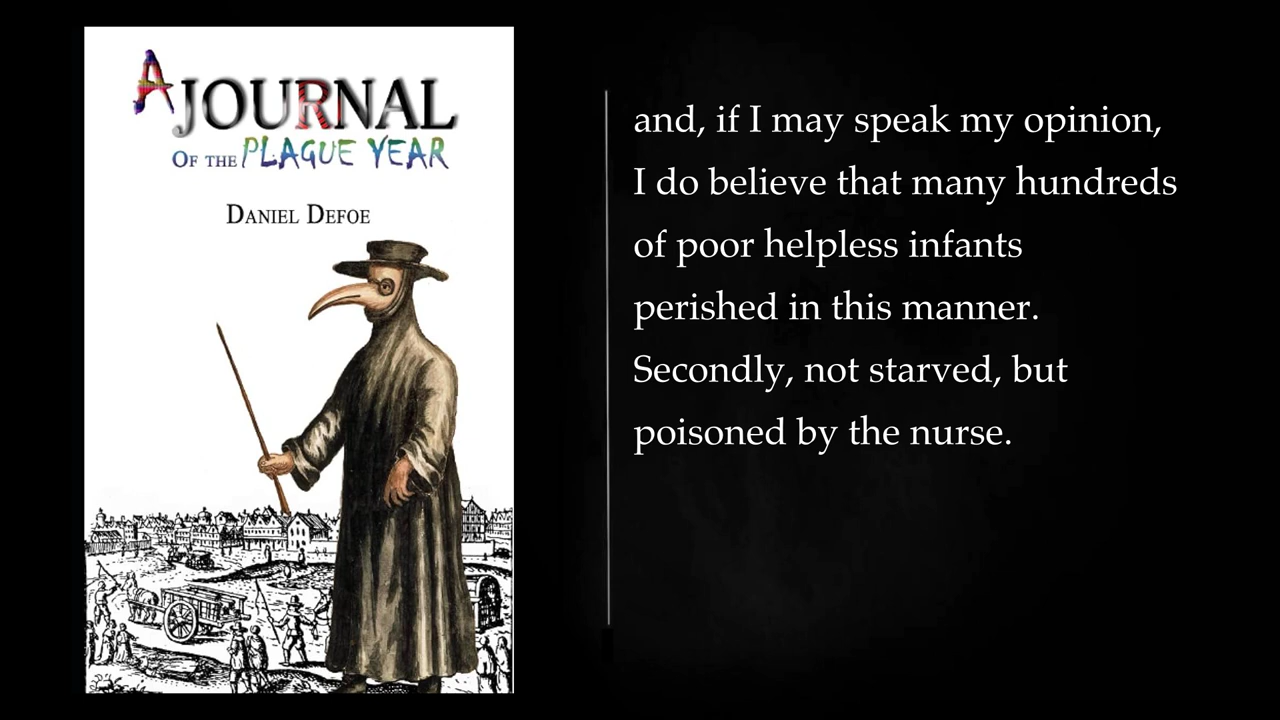 A JOURNAL
OF THE PLAGUE YEAR
DANIEL DEFOE
and, if I may speak my opinion,
I do believe that many hundreds
of poor helpless infants
perished in this manner.
Secondly, not starved, but
poisoned by the nurse.